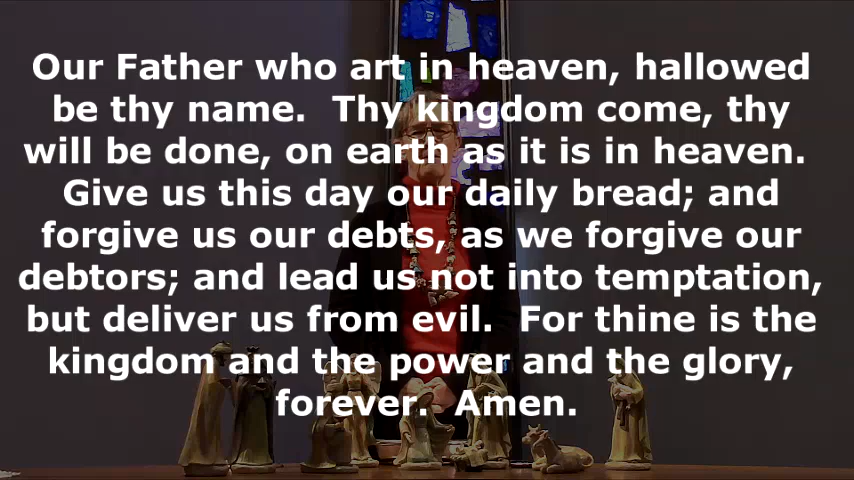 Our Father who art in heaven, hallowed
be thy name.  Thy kingdom come, thy
will be done, on earth as it is in heaven.
Give us this day our daily bread; and
forgive us our debts, as we forgive our
debtors; and lead us not into temptation,
but deliver us from evil.  For thine is the
kingdom and the power and the glory,
forever.  Amen.